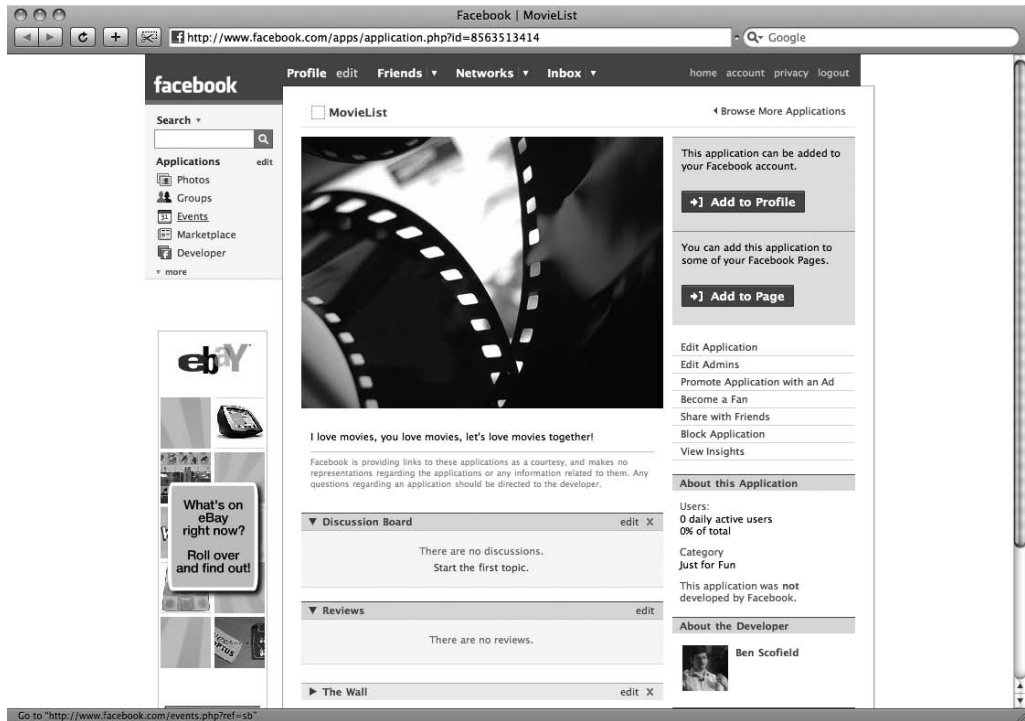 Facebook | MovieList
http://www.facebook.com/apps/application.php?id=8563513414
Google
facebook
Profile edit Friends Networks Inbox
home account privacy logout
Search
Applications edit
Photos
Groups
31 Events
Marketplace
Developer
more
ebaY
What's on
eBay
right now?
Roll over
and find out!
MovieList
Browse More Applications
I love movies, you love movies, let's love movies together!
Facebook is providing links to these applications as a courtesy, and makes no
representations regarding the applications or any information related to them. Any
questions regarding an application should be directed to the developer.
Discussion Board edit X
There are no discussions.
Start the first topic.
Reviews edit
There are no reviews.
The Wall edit X
This application can be added to
your Facebook account.
Add to Profile
You can add this application to
some of your Facebook Pages.
Add to Page
Edit Application
Edit Admins
Promote Application with an Ad
Become a Fan
Share with Friends
Block Application
View Insights
About this Application
Users:
0 daily active users
0% of total
Category
Just for Fun
This application was not
developed by Facebook.
About the Developer
Ben Scofield
Go to "http://www.facebook.com/events.php?ref=sb"